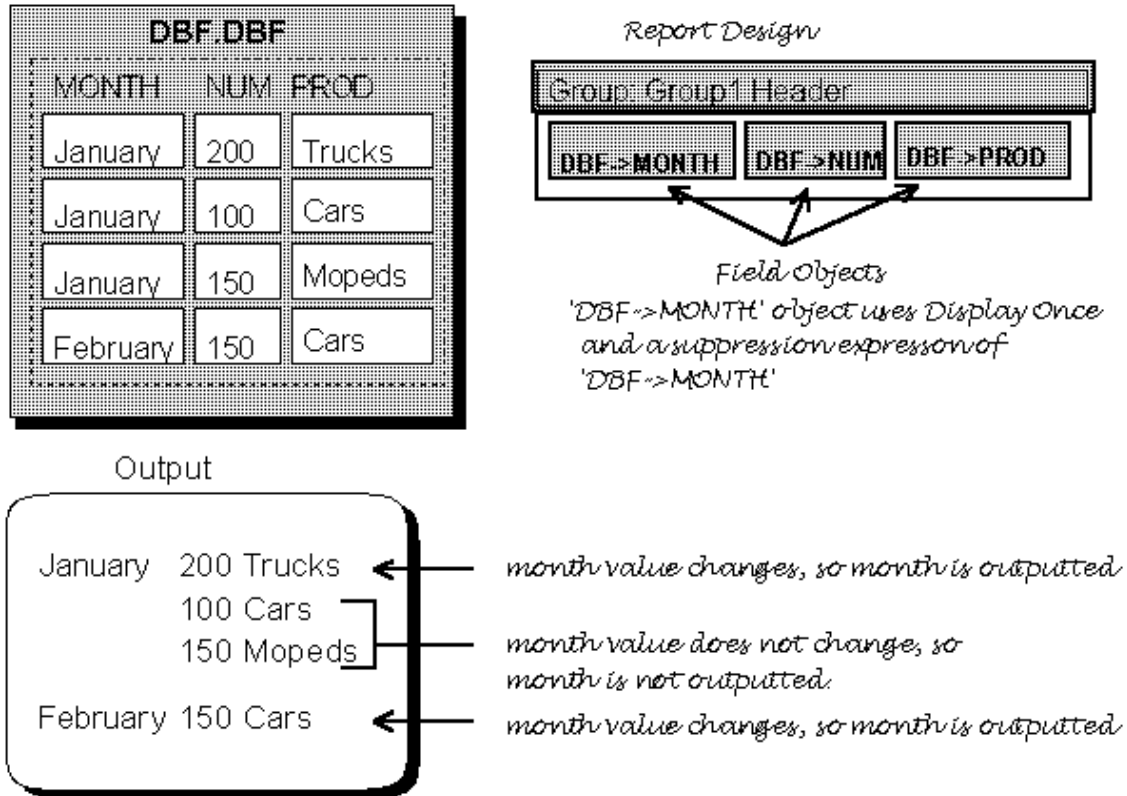 DBF.DBF
MONTH NUM PROD
January 200 Trucks
January 100 Cars
January 150 Mopeds
February 150 Cars
Report Design
Group: Group1 Header
DBF->MONTH DBF->NUM DBF->PROD
Field Objects
'DBF->MONTH' object uses Display Once
and a suppression expresson of
'DBF->MONTH'
Output
January 200 Trucks
month value changes, so month is outputted
100 Cars
150 Mopeds
month value does not change, so
month is not outputted.
February 150 Cars
month value changes, so month is outputted